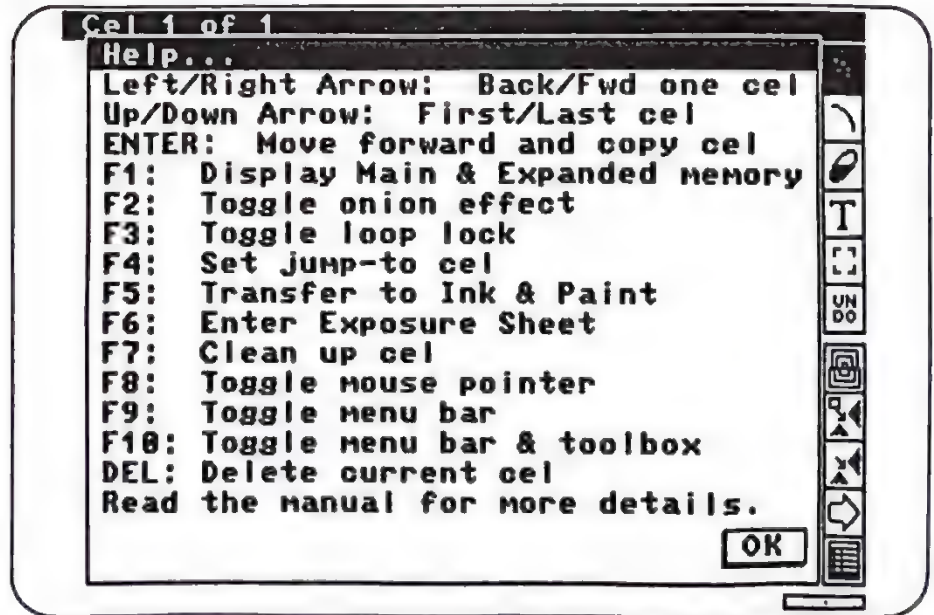 Cel 1 of 1
Help...
Left/Right Arrow:  Back/Fwd one cel
Up/Down Arrow:  First/Last cel
ENTER:  Move forward and copy cel
F1:  Display Main & Expanded memory
F2:  Toggle onion effect
F3:  Toggle loop lock
F4:  Set jump-to cel
F5:  Transfer to Ink & Paint
F6:  Enter Exposure Sheet
F7:  Clean up cel
F8:  Toggle mouse pointer
F9:  Toggle menu bar
F10: Toggle menu bar & toolbox
DEL: Delete current cel
Read the manual for more details.
OK
T
UN
DO